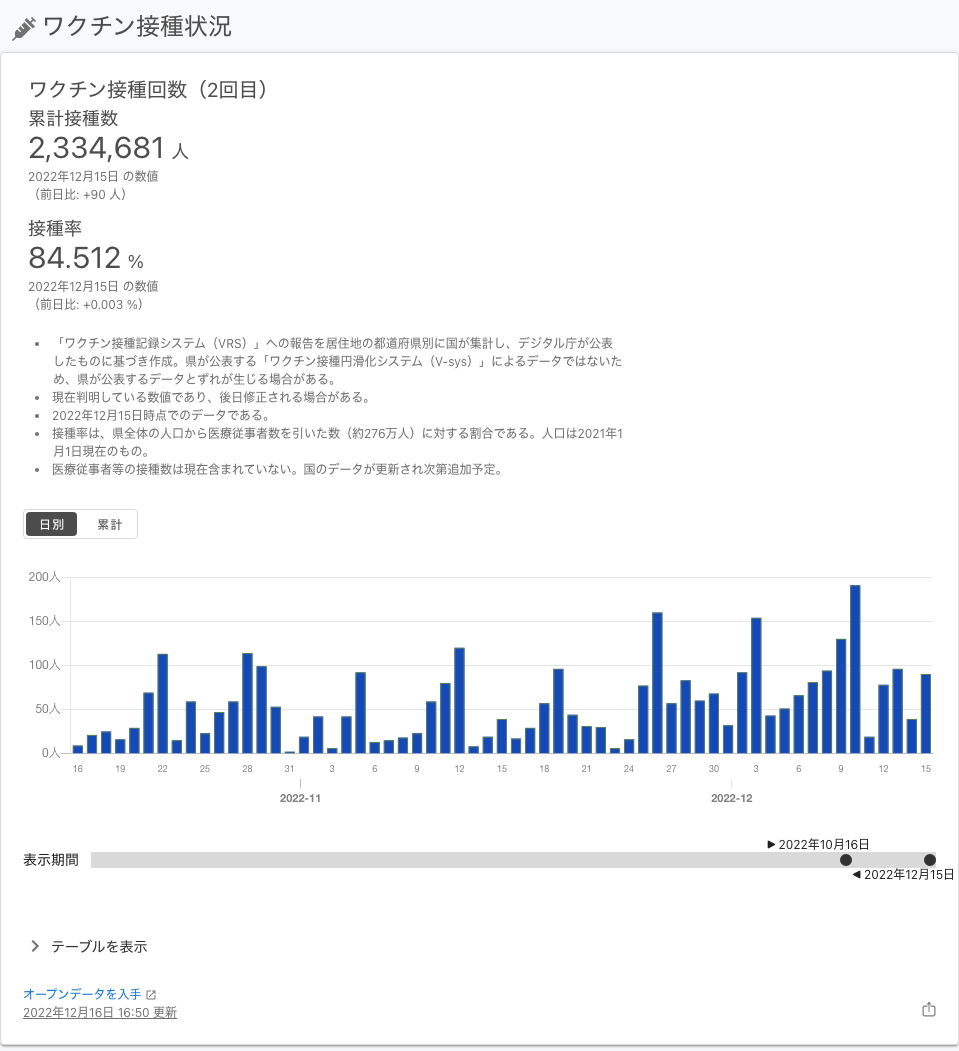 ワクチン接種状況
ワクチン接種回数（2回目）
累計接種数
2,334,681 人
2022年12月15日 の数値
（前日比: +90 人）
接種率
84.512 %
2022年12月15日 の数値
（前日比: +0.003 %）
• 「ワクチン接種記録システム（VRS）」への報告を居住地の都道府県別に国が集計し、デジタル庁が公表
したものに基づき作成。県が公表する「ワクチン接種円滑化システム（V-sys）」によるデータではないた
め、県が公表するデータとずれが生じる場合がある。
• 現在判明している数値であり、後日修正される場合がある。
• 2022年12月15日時点でのデータである。
• 接種率は、県全体の人口から医療従事者数を引いた数（約276万人）に対する割合である。人口は2021年1
月1日現在のもの。
• 医療従事者等の接種数は現在含まれていない。国のデータが更新され次第追加予定。
日別 累計
200人
150人
100人
50人
0人
16 19 22 25 28 31 3 6 9 12 15 18 21 24 27 30 3 6 9 12 15
2022-11 2022-12
▶ 2022年10月16日
表示期間
◀ 2022年12月15日
テーブルを表示
オープンデータを入手
2022年12月16日 16:50 更新